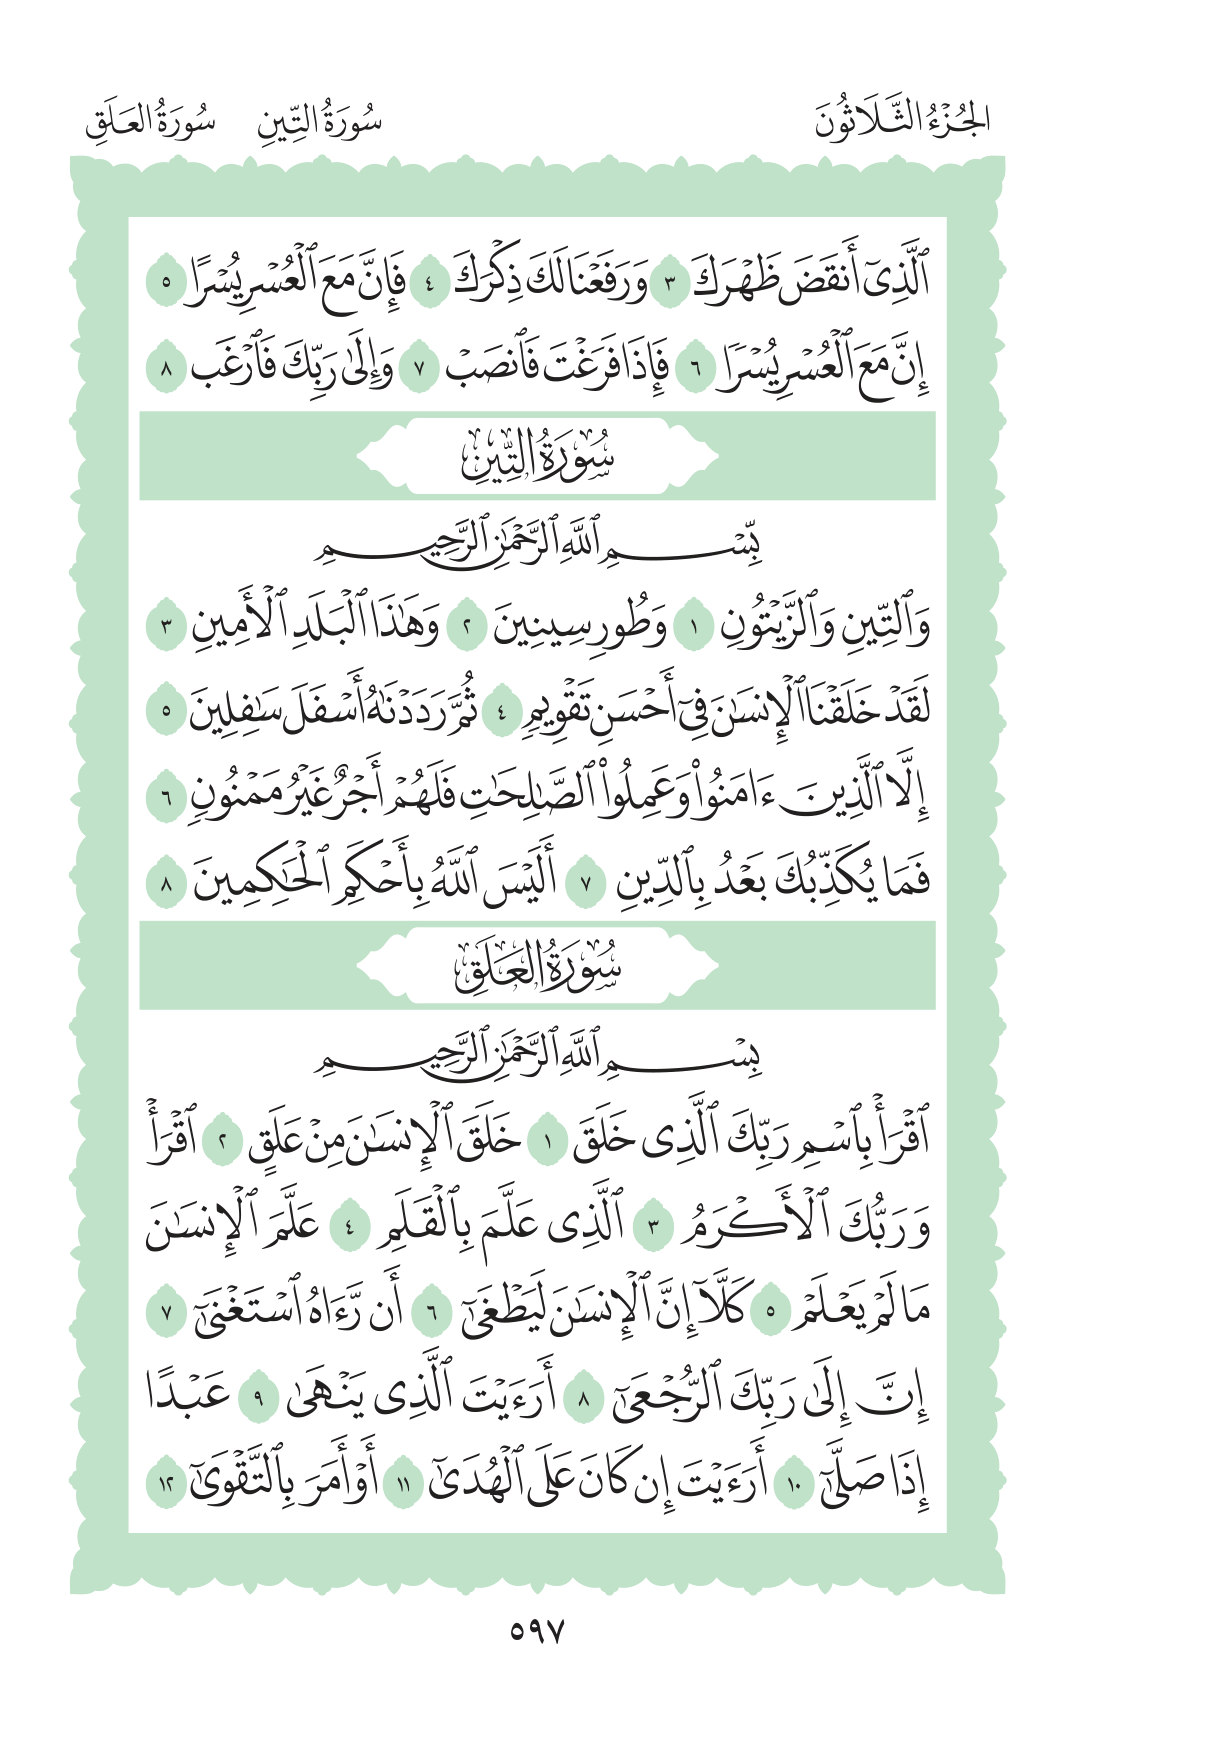 الجُزْءُ الثَّلَاثُونَ سُورَةُ التِّينِ سُورَةُ العَلَقِ
ٱلَّذِىٓ أَنقَضَ ظَهْرَكَ ٣ وَرَفَعْنَا لَكَ ذِكْرَكَ ٤ فَإِنَّ مَعَ ٱلْعُسْرِ يُسْرًا ٥
إِنَّ مَعَ ٱلْعُسْرِ يُسْرًا ٦ فَإِذَا فَرَغْتَ فَٱنصَبْ ٧ وَإِلَىٰ رَبِّكَ فَٱرْغَب ٨
سُورَةُ التِّينِ
بِّسْمِ ٱللَّهِ ٱلرَّحْمَٰنِ ٱلرَّحِيمِ
وَٱلتِّينِ وَٱلزَّيْتُونِ ١ وَطُورِ سِينِينَ ٢ وَهَٰذَا ٱلْبَلَدِ ٱلْأَمِينِ ٣
لَقَدْ خَلَقْنَا ٱلْإِنسَٰنَ فِىٓ أَحْسَنِ تَقْوِيمٍ ٤ ثُمَّ رَدَدْنَٰهُ أَسْفَلَ سَٰفِلِينَ ٥
إِلَّا ٱلَّذِينَ ءَامَنُوا۟ وَعَمِلُوا۟ ٱلصَّٰلِحَٰتِ فَلَهُمْ أَجْرٌ غَيْرُ مَمْنُونٍ ٦
فَمَا يُكَذِّبُكَ بَعْدُ بِٱلدِّينِ ٧ أَلَيْسَ ٱللَّهُ بِأَحْكَمِ ٱلْحَٰكِمِينَ ٨
سُورَةُ العَلَقِ
بِسْمِ ٱللَّهِ ٱلرَّحْمَٰنِ ٱلرَّحِيمِ
ٱقْرَأْ بِٱسْمِ رَبِّكَ ٱلَّذِى خَلَقَ ١ خَلَقَ ٱلْإِنسَٰنَ مِنْ عَلَقٍ ٢ ٱقْرَأْ
وَرَبُّكَ ٱلْأَكْرَمُ ٣ ٱلَّذِى عَلَّمَ بِٱلْقَلَمِ ٤ عَلَّمَ ٱلْإِنسَٰنَ
مَا لَمْ يَعْلَمْ ٥ كَلَّآ إِنَّ ٱلْإِنسَٰنَ لَيَطْغَىٰٓ ٦ أَن رَّءَاهُ ٱسْتَغْنَىٰٓ ٧
إِنَّ إِلَىٰ رَبِّكَ ٱلرُّجْعَىٰٓ ٨ أَرَءَيْتَ ٱلَّذِى يَنْهَىٰ ٩ عَبْدًا
إِذَا صَلَّىٰٓ ١٠ أَرَءَيْتَ إِن كَانَ عَلَى ٱلْهُدَىٰٓ ١١ أَوْ أَمَرَ بِٱلتَّقْوَىٰٓ ١٢
٥٩٧